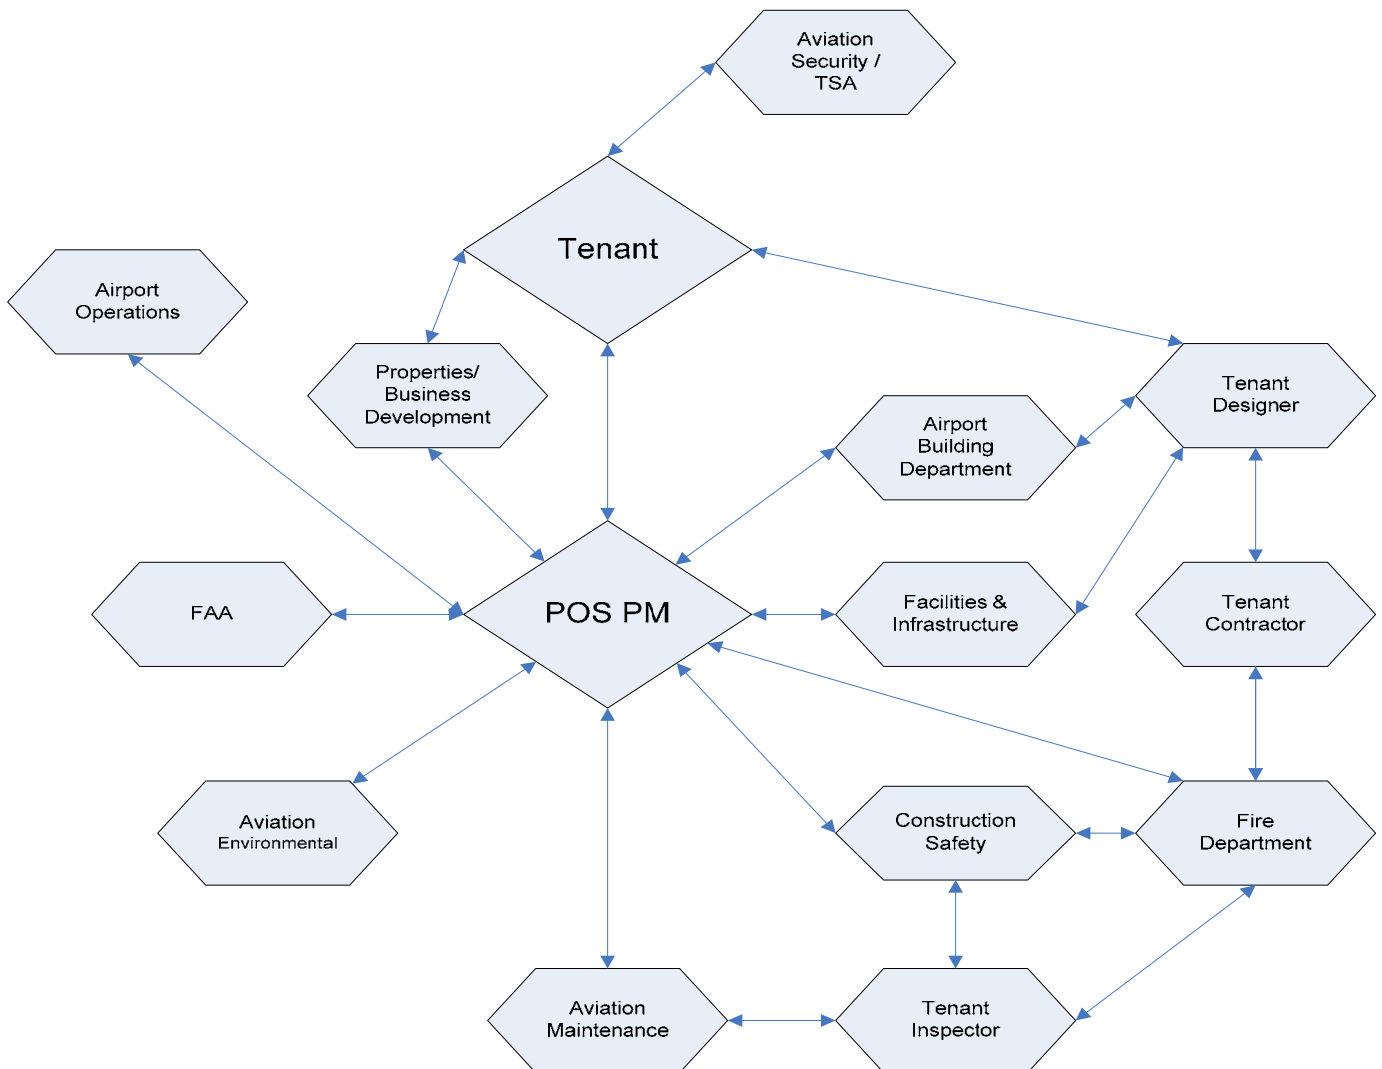 Aviation
Security /
TSA
Tenant
Airport
Operations
Properties/
Business
Development
Tenant
Designer
Airport
Building
Department
FAA
POS PM
Facilities &
Infrastructure
Tenant
Contractor
Aviation
Environmental
Construction
Safety
Fire
Department
Aviation
Maintenance
Tenant
Inspector